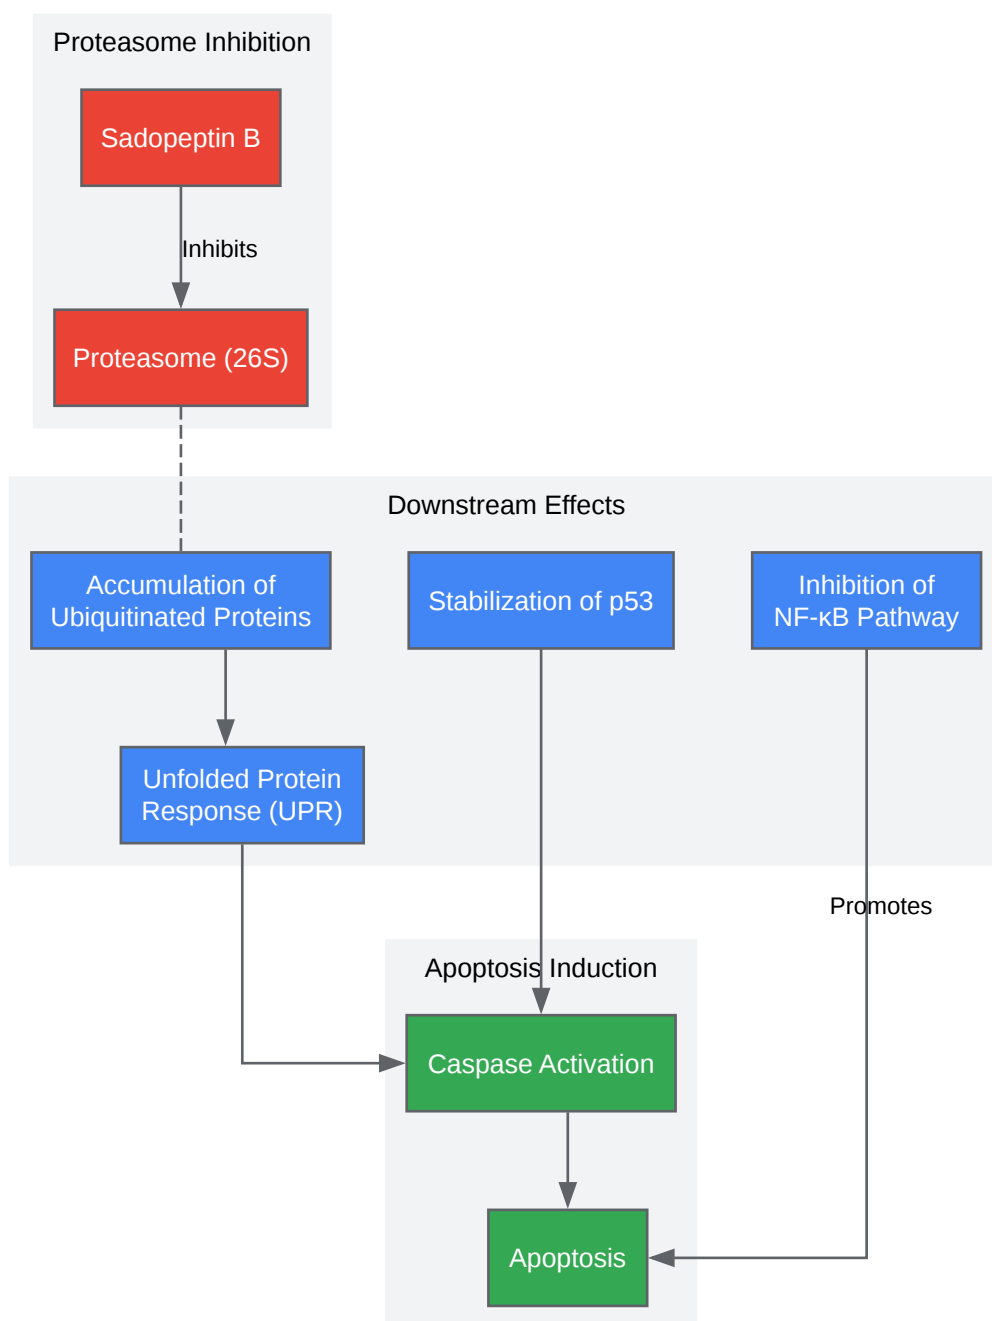 Proteasome Inhibition
Sadopeptin B
Inhibits
Proteasome (26S)
Downstream Effects
Accumulation of
Ubiquitinated Proteins
Stabilization of p53
Inhibition of
NF-κB Pathway
Unfolded Protein
Response (UPR)
Promotes
Apoptosis Induction
Caspase Activation
Apoptosis